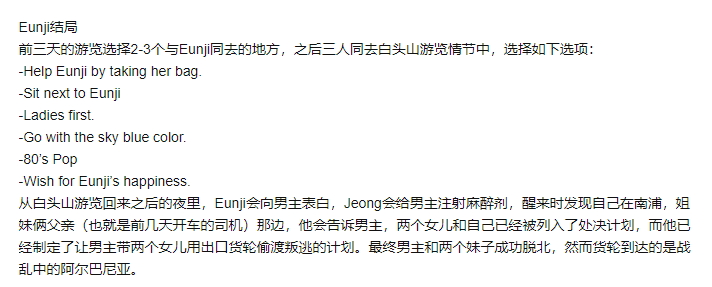 Eunji结局
前三天的游览选择2-3个与Eunji同去的地方，之后三人同去白头山游览情节中，选择如下选项：
-Help Eunji by taking her bag.
-Sit next to Eunji
-Ladies first.
-Go with the sky blue color.
-80’s Pop
-Wish for Eunji’s happiness.
从白头山游览回来之后的夜里，Eunji会向男主表白，Jeong会给男主注射麻醉剂，醒来时发现自己在南浦，姐
妹俩父亲（也就是前几天开车的司机）那边，他会告诉男主，两个女儿和自己已经被列入了处决计划，而他已
经制定了让男主带两个女儿用出口货轮偷渡叛逃的计划。最终男主和两个妹子成功脱北，然而货轮到达的是战
乱中的阿尔巴尼亚。